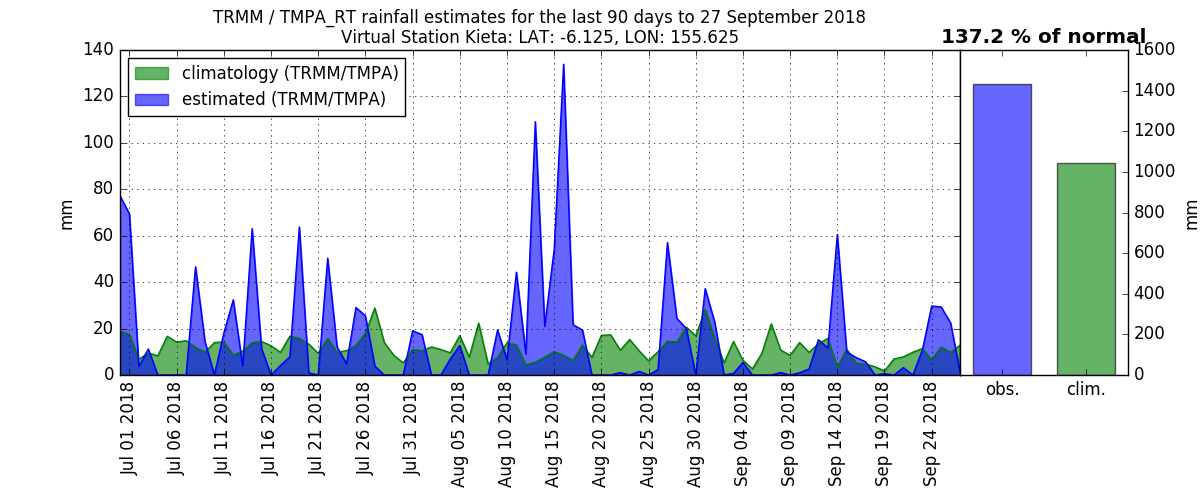 TRMM / TMPA_RT rainfall estimates for the last 90 days to 27 September 2018
Virtual Station Kieta: LAT: -6.125, LON: 155.625
137.2 % of normal
climatology (TRMM/TMPA)
estimated (TRMM/TMPA)
mm
140
120
100
80
60
40
20
0
Jul 01 2018
Jul 06 2018
Jul 11 2018
Jul 16 2018
Jul 21 2018
Jul 26 2018
Jul 31 2018
Aug 05 2018
Aug 10 2018
Aug 15 2018
Aug 20 2018
Aug 25 2018
Aug 30 2018
Sep 04 2018
Sep 09 2018
Sep 14 2018
Sep 19 2018
Sep 24 2018
obs.
clim.
1600
1400
1200
1000
800
600
400
200
0
mm